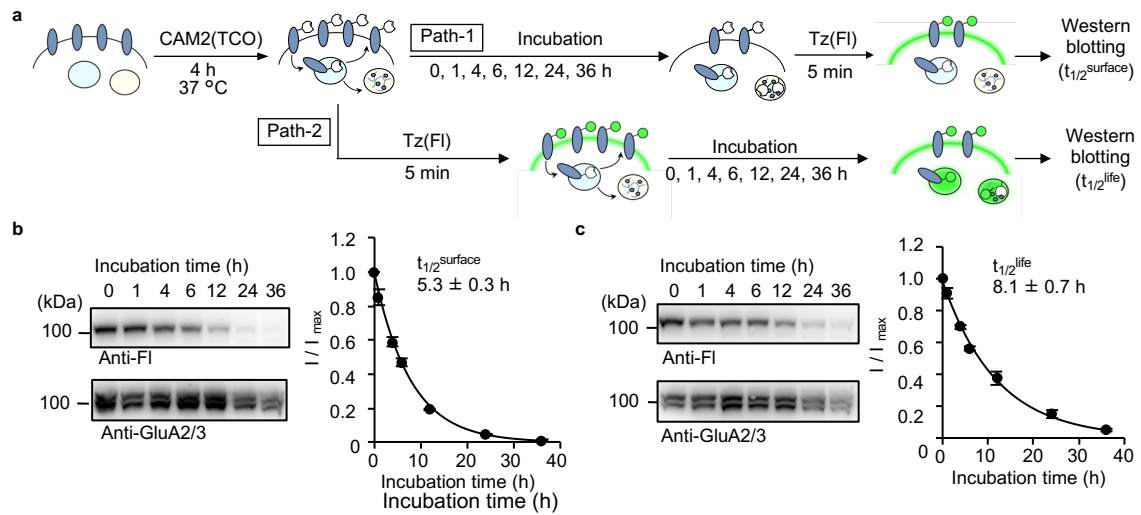 a
CAM2(TCO)
4 h
37 °C
Path-1
Incubation
0, 1, 4, 6, 12, 24, 36 h
Tz(Fl)
5 min
Western
blotting
(t1/2surface)
Path-2
Tz(Fl)
5 min
Incubation
0, 1, 4, 6, 12, 24, 36 h
Western
blotting
(t1/2life)
b
Incubation time (h)
(kDa)
0 1 4 6 12 24 36
100
Anti-Fl
100
Anti-GluA2/3
t1/2surface
5.3 ± 0.3 h
I / Imax
1.2
1.0
0.8
0.6
0.4
0.2
0
0 10 20 30 40
Incubation time (h)
Incubation time (h)
c
Incubation time (h)
(kDa)
0 1 4 6 12 24 36
100
Anti-Fl
100
Anti-GluA2/3
t1/2life
8.1 ± 0.7 h
I / Imax
1.2
1.0
0.8
0.6
0.4
0.2
0
0 10 20 30 40
Incubation time (h)